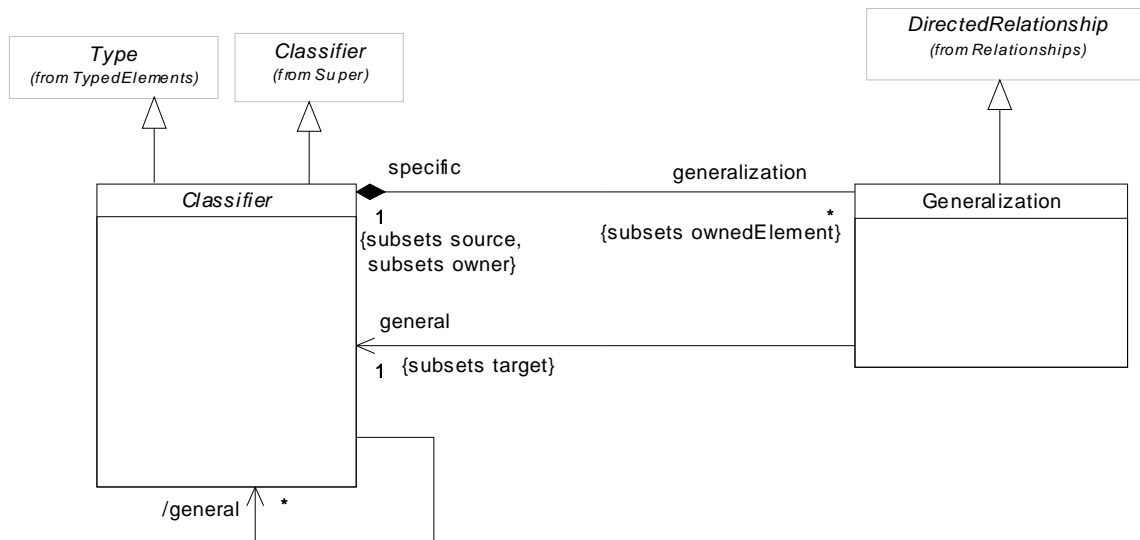 Type
(from TypedElements)
Classifier
(from Super)
DirectedRelationship
(from Relationships)
Classifier
specific
1
{subsets source,
subsets owner}
generalization
*
{subsets ownedElement}
Generalization
general
1
{subsets target}
/general
*